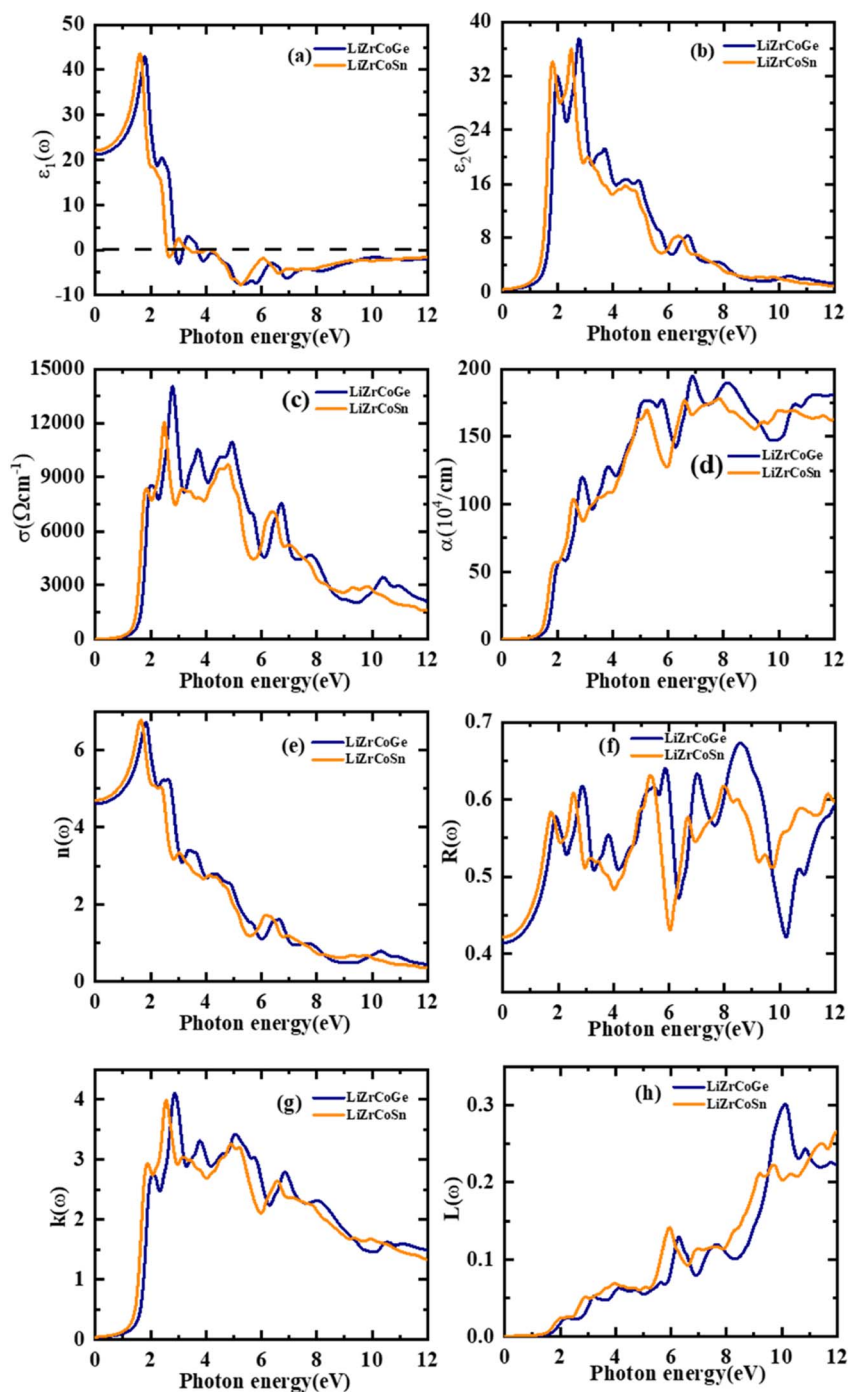 (a)
LiZrCoGe
LiZrCoSn
ε₁(ω)
50
40
30
20
10
0
-10
0 2 4 6 8 10 12
Photon energy(eV)
(b)
LiZrCoGe
LiZrCoSn
ε₂(ω)
36
28
16
8
0
0 2 4 6 8 10 12
Photon energy(eV)
(c)
LiZrCoGe
LiZrCoSn
σ(Ωcm⁻¹)
15000
12000
9000
6000
3000
0
0 2 4 6 8 10 12
Photon energy(eV)
(d)
LiZrCoGe
LiZrCoSn
α(10⁴/cm)
200
150
100
50
0
0 2 4 6 8 10 12
Photon energy(eV)
(e)
LiZrCoGe
LiZrCoSn
n(ω)
6
4
2
0
0 2 4 6 8 10 12
Photon energy(eV)
(f)
LiZrCoGe
LiZrCoSn
R(ω)
0.7
0.6
0.5
0.4
0 2 4 6 8 10 12
Photon energy(eV)
(g)
LiZrCoGe
LiZrCoSn
k(ω)
4
3
2
1
0
0 2 4 6 8 10 12
Photon energy(eV)
(h)
LiZrCoGe
LiZrCoSn
L(ω)
0.3
0.2
0.1
0.0
0 2 4 6 8 10 12
Photon energy(eV)